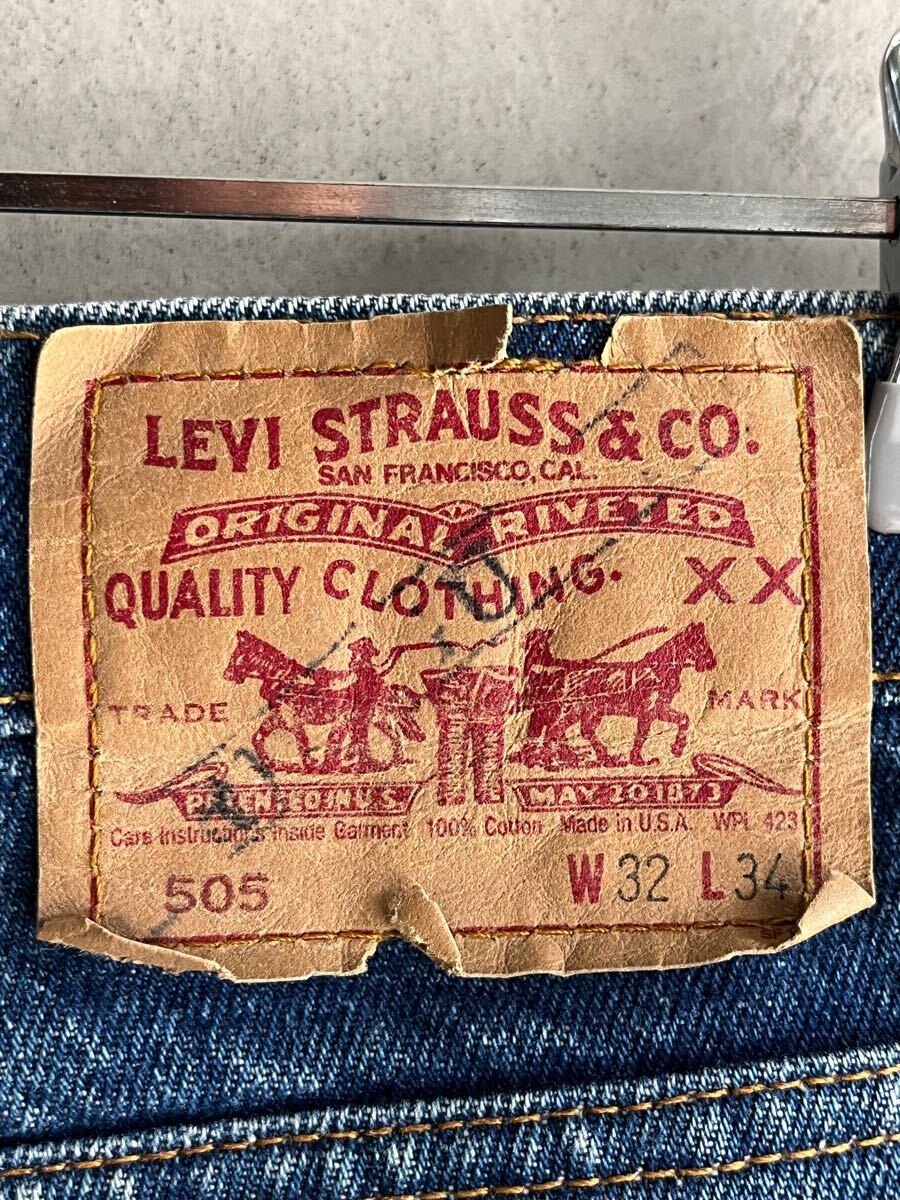 LEVI STRAUSS & CO.
SAN FRANCISCO, CAL.
ORIGINAL RIVETED
QUALITY CLOTHING. XX
TRADE MARK
PATENTED IN U.S. MAY 20 1873
Care Instructions Inside Garment 100% Cotton Made in U.S.A. WPL 423
505 W 32 L 34